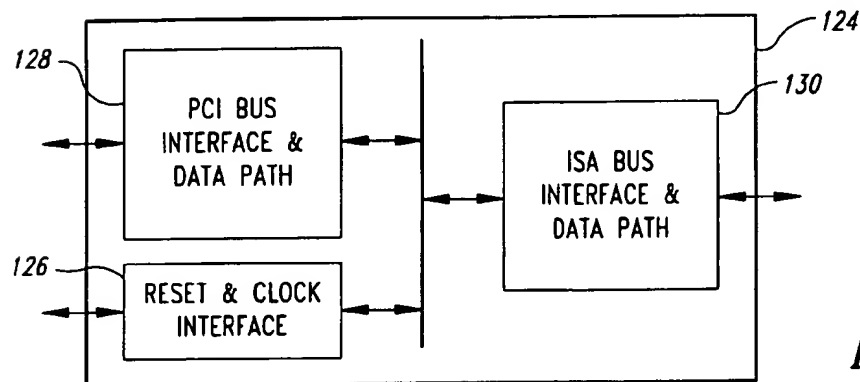 124
128
PCI BUS
INTERFACE &
DATA PATH
130
ISA BUS
INTERFACE &
DATA PATH
126
RESET & CLOCK
INTERFACE